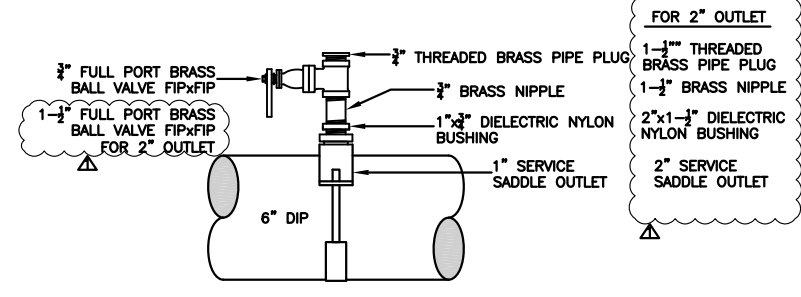 ¾" FULL PORT BRASS
BALL VALVE FIPxFIP
1-½" FULL PORT BRASS
BALL VALVE FIPxFIP
FOR 2" OUTLET
1
¾" THREADED BRASS PIPE PLUG
¾" BRASS NIPPLE
1"x¾" DIELECTRIC NYLON
BUSHING
1" SERVICE
SADDLE OUTLET
6" DIP
FOR 2" OUTLET
1-½"" THREADED
BRASS PIPE PLUG
1-½" BRASS NIPPLE
2"x1-½" DIELECTRIC
NYLON BUSHING
2" SERVICE
SADDLE OUTLET
1